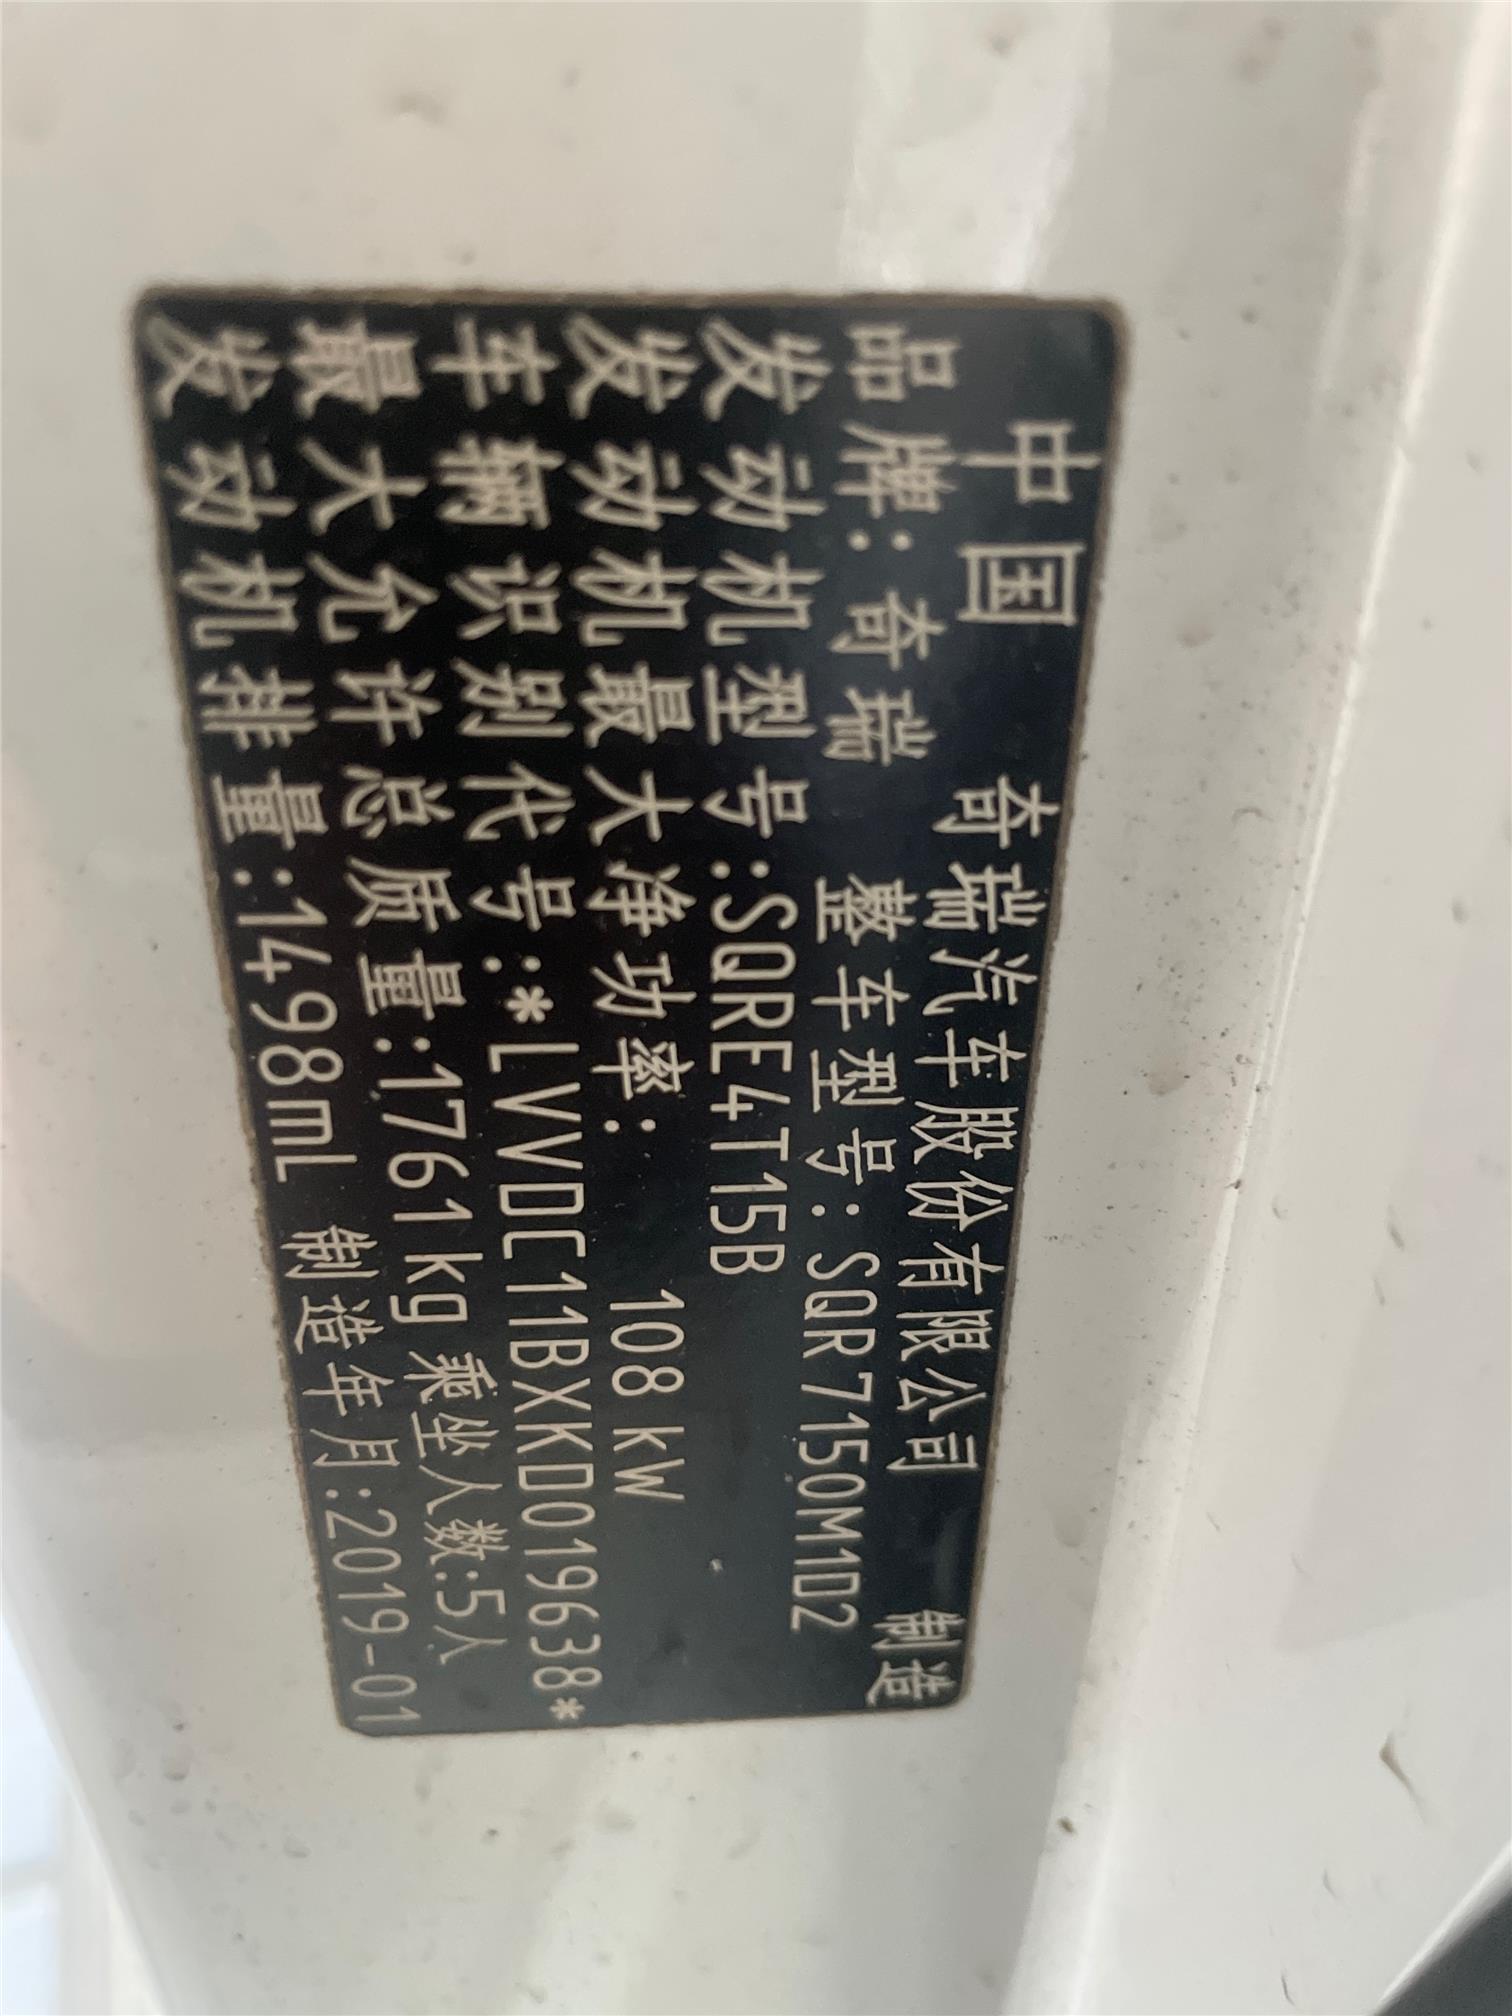 中国 奇瑞汽车股份有限公司 制造
品牌:奇瑞 整车型号:SQR7150M1D2
发动机型号:SQRE4T15B
发动机最大净功率: 108 kW
车辆识别代号:*LVVDC11BXKD019638*
最大允许总质量:1761kg 乘坐人数:5人
发动机排量:1498mL 制造年月:2019-01